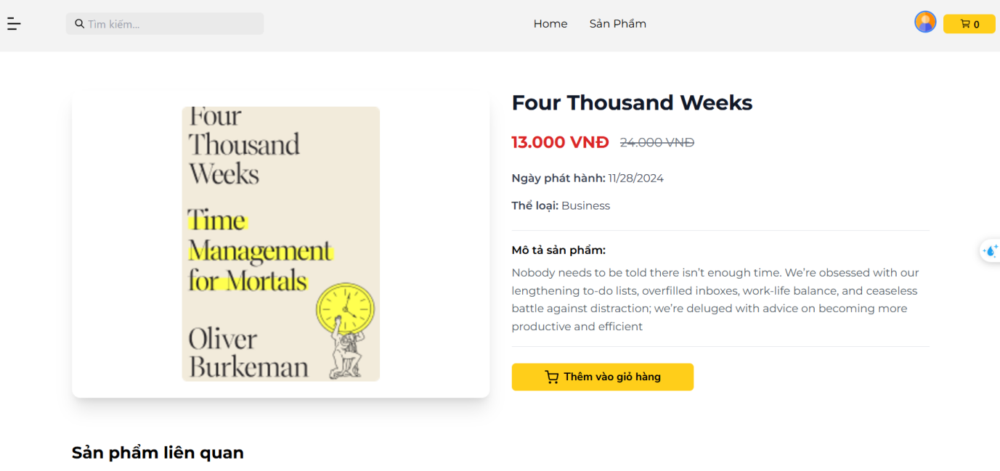 Tìm kiếm...
Home
Sản Phẩm
0
Four
Thousand
Weeks
Time
Management
for Mortals
Oliver
Burkeman
Four Thousand Weeks
13.000 VNĐ 24.000 VNĐ
Ngày phát hành: 11/28/2024
Thể loại: Business
Mô tả sản phẩm:
Nobody needs to be told there isn’t enough time. We’re obsessed with our
lengthening to-do lists, overfilled inboxes, work-life balance, and ceaseless
battle against distraction; we’re deluged with advice on becoming more
productive and efficient
Thêm vào giỏ hàng
Sản phẩm liên quan